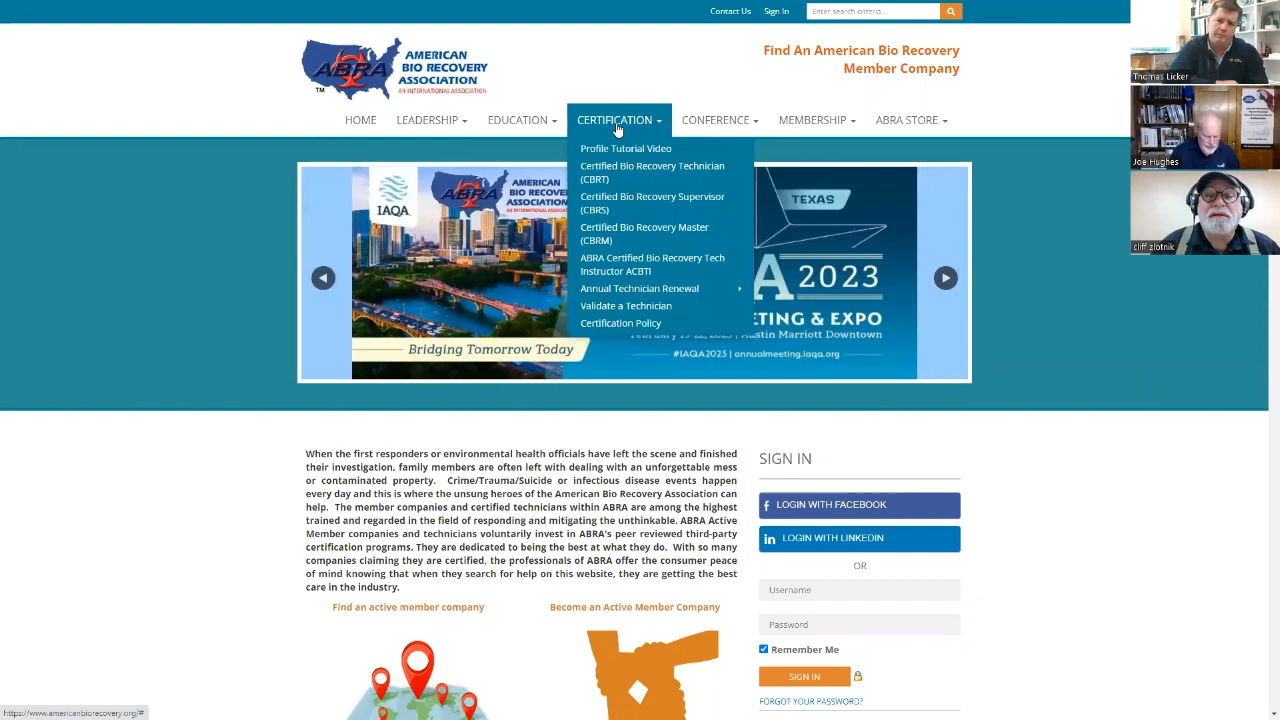 Contact Us Sign In Enter search criteria...
AMERICAN
BIO RECOVERY
ASSOCIATION
AN INTERNATIONAL ASSOCIATION
ABRA
TM
Find An American Bio Recovery
Member Company
Thomas Licker
HOME LEADERSHIP EDUCATION CERTIFICATION CONFERENCE MEMBERSHIP ABRA STORE
Joe Hughes
Profile Tutorial Video
Certified Bio Recovery Technician
(CBRT)
Certified Bio Recovery Supervisor
(CBRS)
Certified Bio Recovery Master
(CBRM)
ABRA Certified Bio Recovery Tech
Instructor ACBTI
Annual Technician Renewal
Validate a Technician
Certification Policy
IAQA
ABRA
AMERICAN
BIO RECOVERY
ASSOCIATION
TEXAS
A 2023
ETING & EXPO
February 19-22, 2023 Austin Marriott Downtown
#IAQA2023 | annualmeeting.iaqa.org
Bridging Tomorrow Today
cliff zlotnik
When the first responders or environmental health officials have left the scene and finished
their investigation, family members are often left with dealing with an unforgettable mess
or contaminated property. Crime/Trauma/Suicide or infectious disease events happen
every day and this is where the unsung heroes of the American Bio Recovery Association can
help. The member companies and certified technicians within ABRA are among the highest
trained and regarded in the field of responding and mitigating the unthinkable. ABRA Active
Member companies and technicians voluntarily invest in ABRA's peer reviewed third-party
certification programs. They are dedicated to being the best at what they do. With so many
companies claiming they are certified, the professionals of ABRA offer the consumer peace
of mind knowing that when they search for help on this website, they are getting the best
care in the industry.
Find an active member company Become an Active Member Company
SIGN IN
LOGIN WITH FACEBOOK
LOGIN WITH LINKEDIN
OR
Username
Password
Remember Me
SIGN IN
FORGOT YOUR PASSWORD?
https://www.americanbiorecovery.org/#